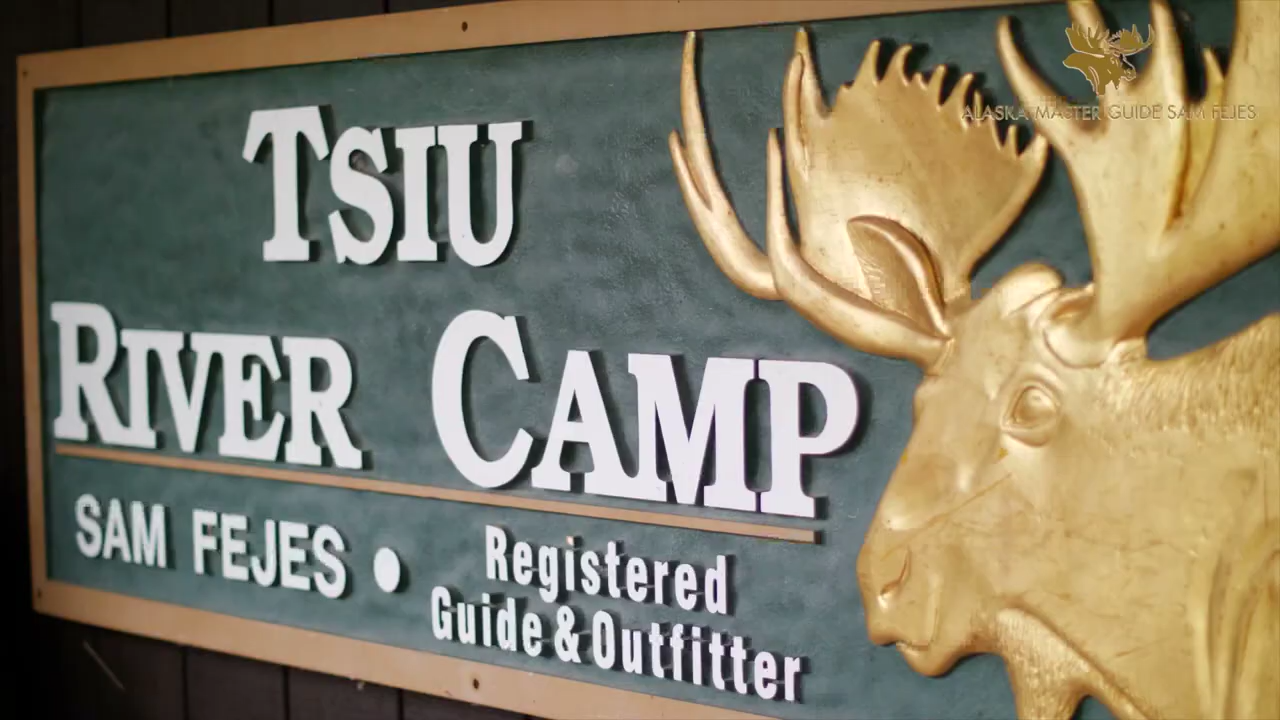 TSIU
RIVER CAMP
SAM FEJES • Registered
Guide & Outfitter
ALASKA MASTER GUIDE SAM FEJES